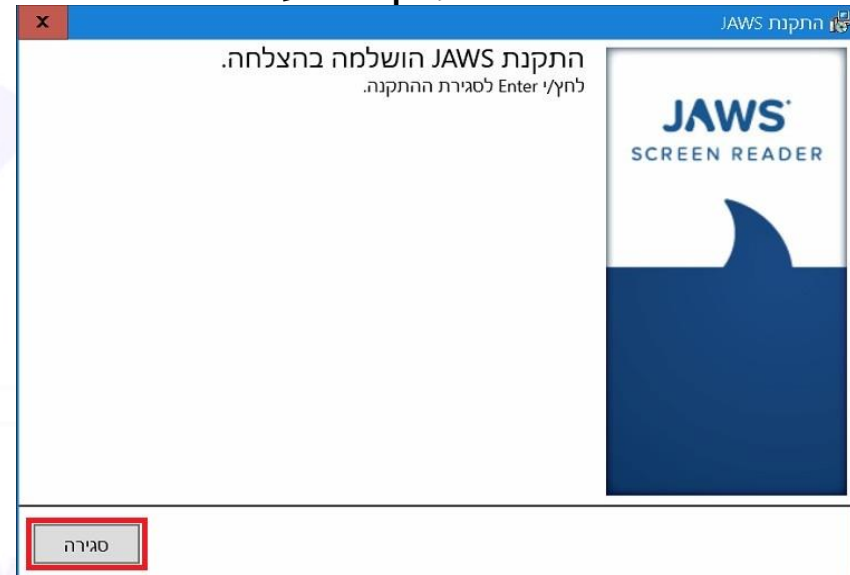 התקנת JAWS
התקנת JAWS הושלמה בהצלחה.
לחץ/י Enter לסגירת ההתקנה.
JAWS
SCREEN READER
סגירה